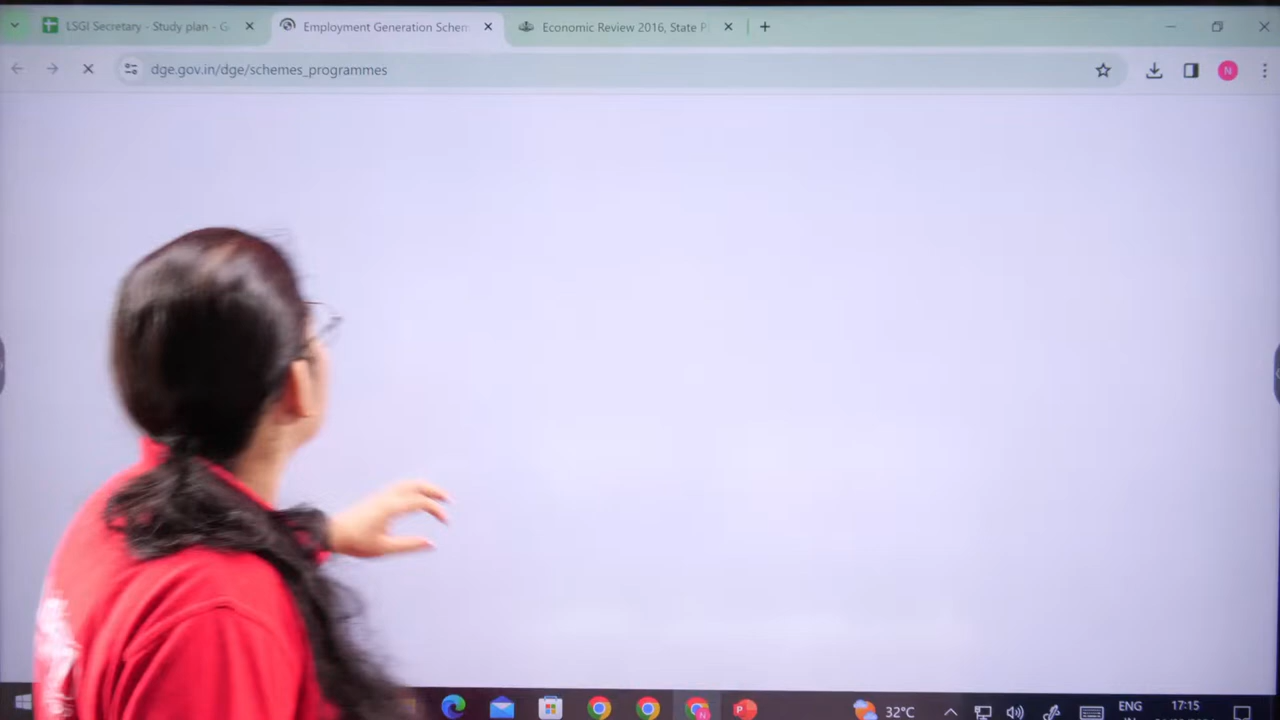 LSGI Secretary - Study plan - G
Employment Generation Schem
Economic Review 2016, State P
dge.gov.in/dge/schemes_programmes
N
32°C
ENG
17:15